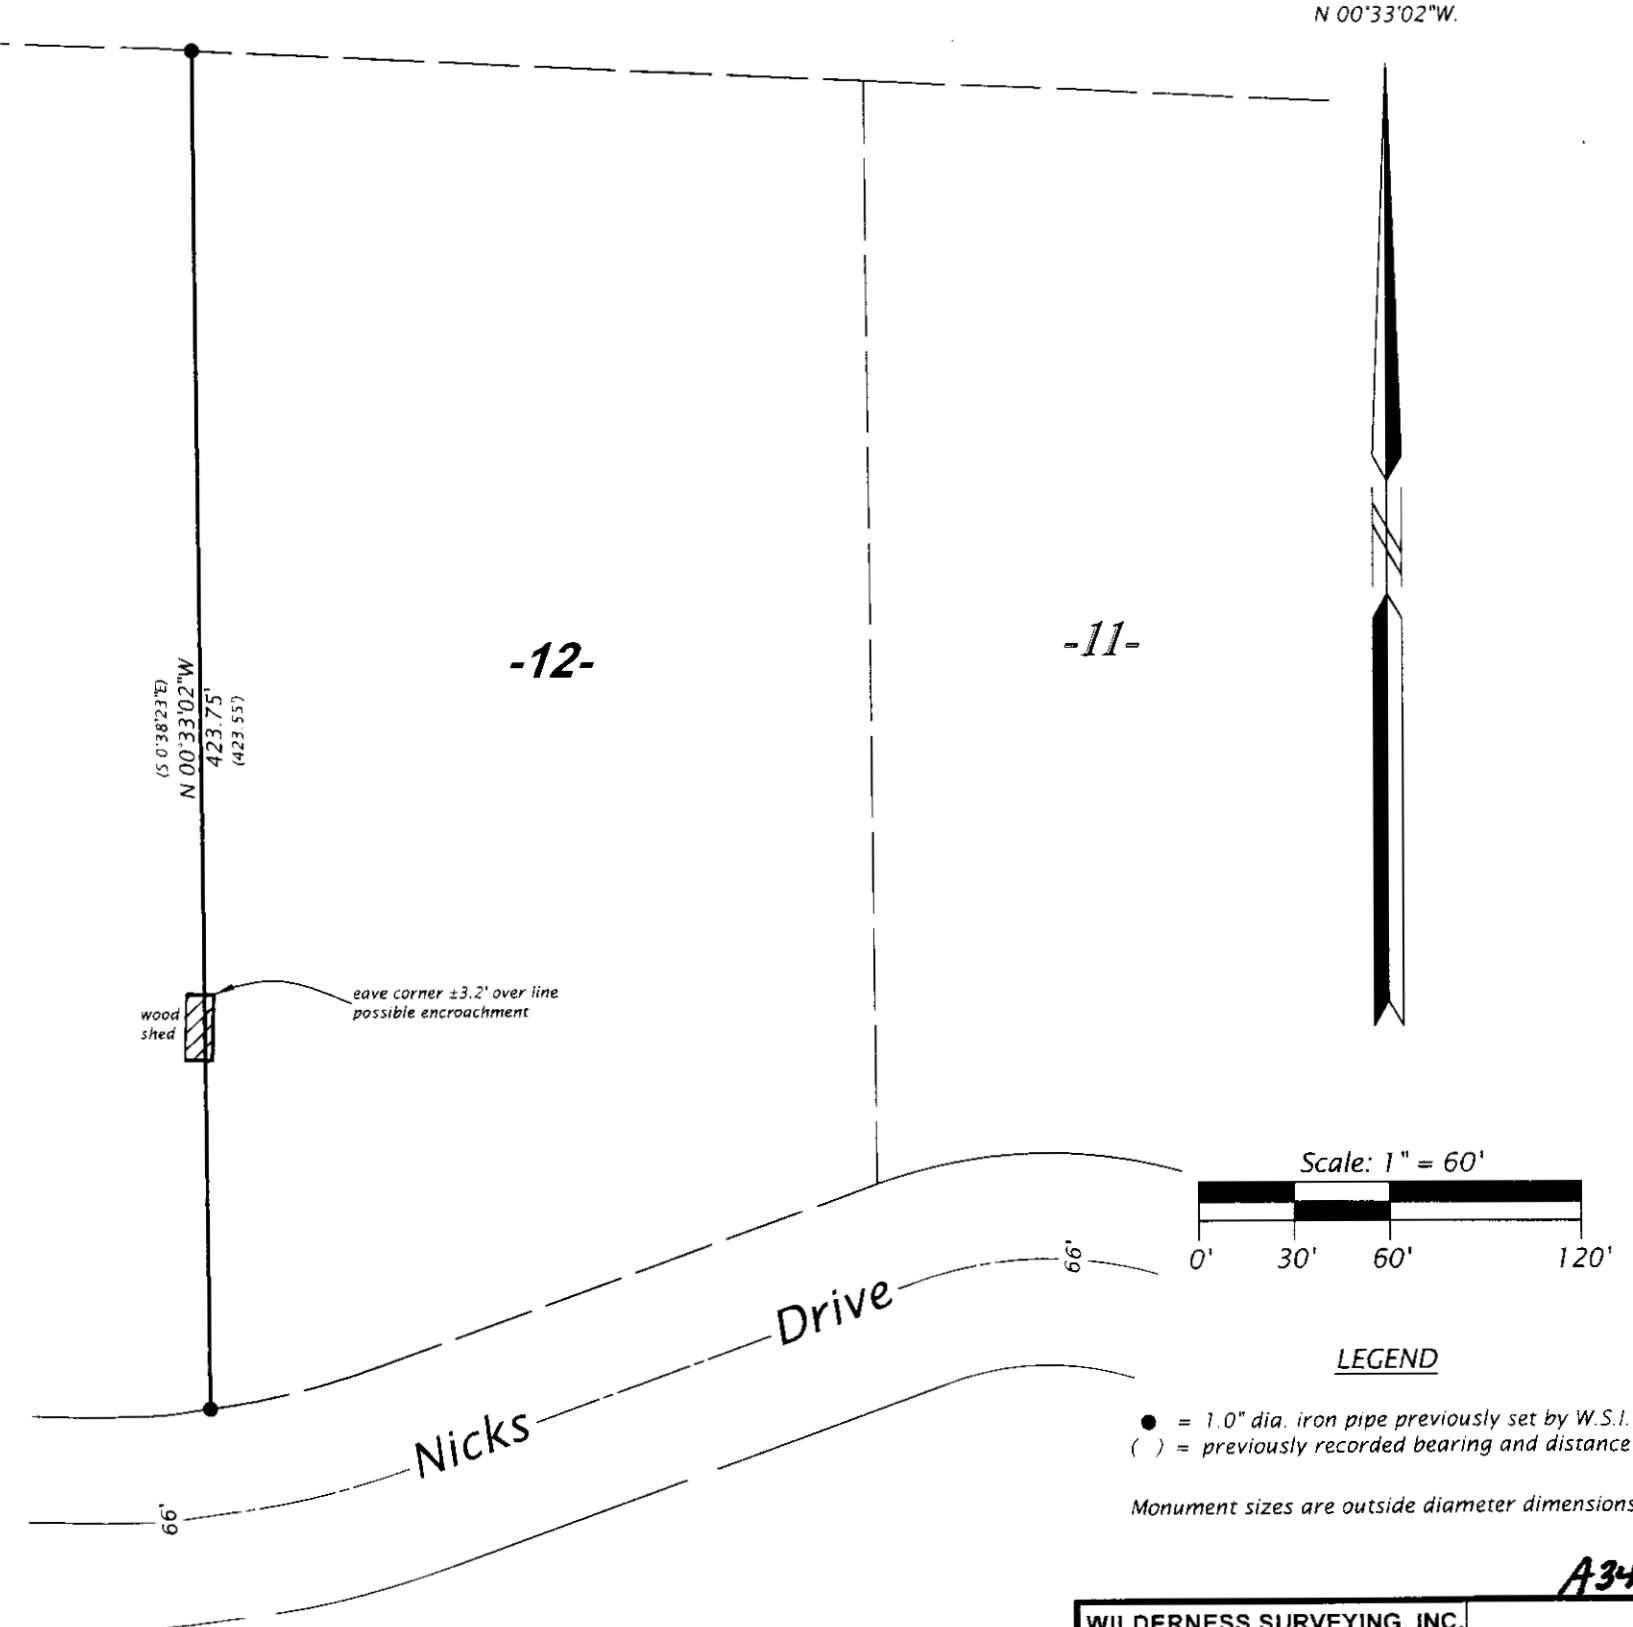 N 00°33'02"W.
-12-
-11-
(S 0°38'23"E)
N 00°33'02"W
423.75'
(423.55')
wood
shed
eave corner ±3.2' over line
possible encroachment
Scale: 1" = 60'
0' 30' 60' 120'
66'
Nicks Drive
66'
LEGEND
● = 1.0" dia. iron pipe previously set by W.S.I.
( ) = previously recorded bearing and distance
Monument sizes are outside diameter dimensions
A34
WILDERNESS SURVEYING, INC.